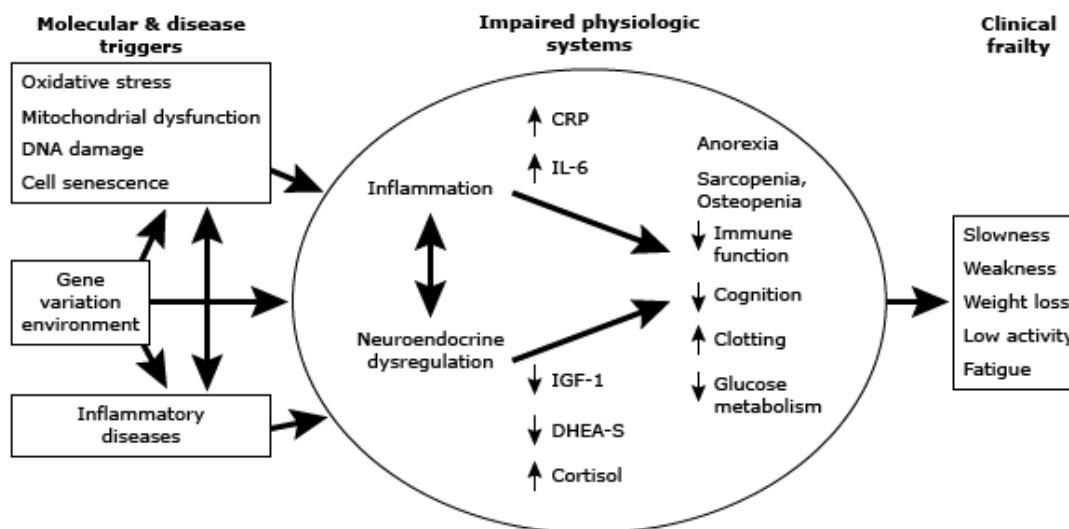 Molecular & disease
triggers
Oxidative stress
Mitochondrial dysfunction
DNA damage
Cell senescence
Gene
variation
environment
Inflammatory
diseases
Impaired physiologic
systems
CRP
IL-6
Inflammation
Neuroendocrine
dysregulation
IGF-1
DHEA-S
Cortisol
Anorexia
Sarcopenia,
Osteopenia
Immune
function
Cognition
Clotting
Glucose
metabolism
Clinical
frailty
Slowness
Weakness
Weight loss
Low activity
Fatigue